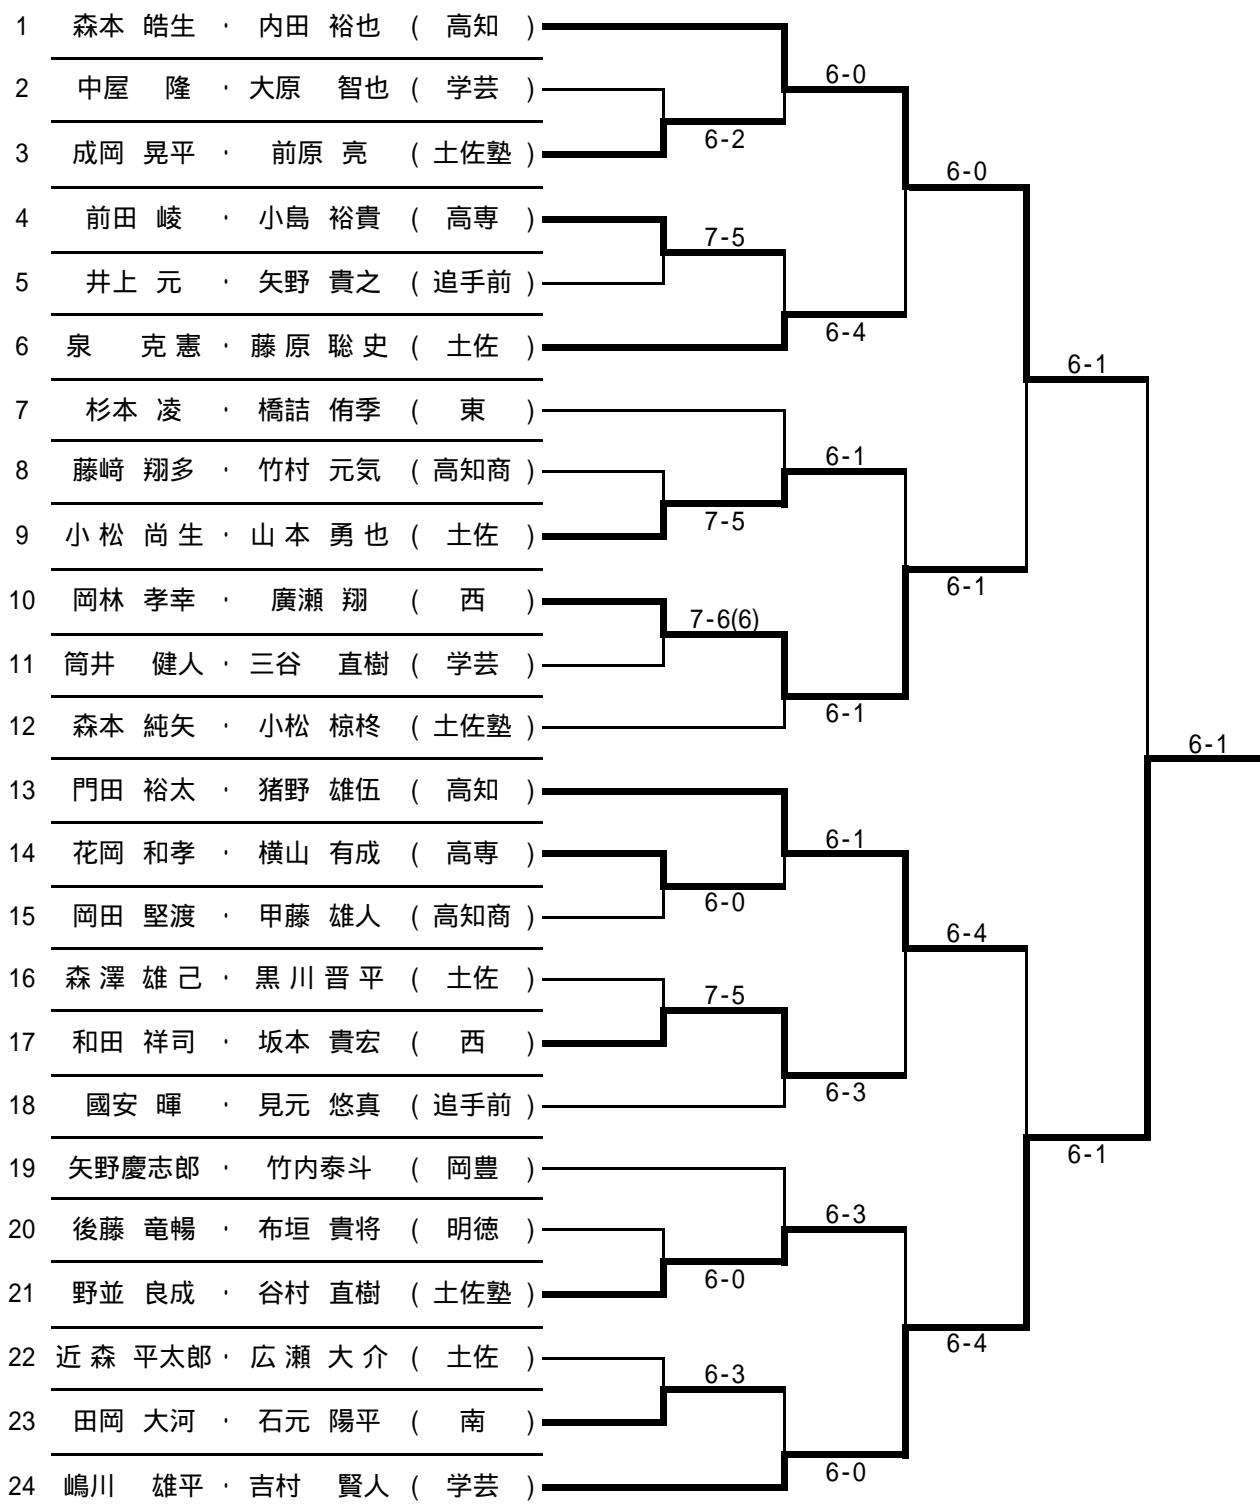 1 森本 皓生 ・ 内田 裕也 ( 高知 )
6-0
2 中屋 隆 ・ 大原 智也 ( 学芸 )
6-2
3 成岡 晃平 ・ 前原 亮 ( 土佐塾 )
6-0
4 前田 崚 ・ 小島 裕貴 ( 高専 )
7-5
5 井上 元 ・ 矢野 貴之 ( 追手前 )
6-4
6 泉 克憲 ・ 藤原 聡史 ( 土佐 )
6-1
7 杉本 凌 ・ 橋詰 侑季 ( 東 )
6-1
8 藤﨑 翔多 ・ 竹村 元気 ( 高知商 )
7-5
9 小松 尚生 ・ 山本 勇也 ( 土佐 )
6-1
10 岡林 孝幸 ・ 廣瀬 翔 ( 西 )
7-6(6)
11 筒井 健人 ・ 三谷 直樹 ( 学芸 )
6-1
12 森本 純矢 ・ 小松 椋柊 ( 土佐塾 )
6-1
13 門田 裕太 ・ 猪野 雄伍 ( 高知 )
6-1
14 花岡 和孝 ・ 横山 有成 ( 高専 )
6-0
15 岡田 堅渡 ・ 甲藤 雄人 ( 高知商 )
6-4
16 森澤 雄己 ・ 黒川晋平 ( 土佐 )
7-5
17 和田 祥司 ・ 坂本 貴宏 ( 西 )
6-3
18 國安 暉 ・ 見元 悠真 ( 追手前 )
6-1
19 矢野慶志郎 ・ 竹内泰斗 ( 岡豊 )
6-3
20 後藤 竜暢 ・ 布垣 貴将 ( 明徳 )
6-0
21 野並 良成 ・ 谷村 直樹 ( 土佐塾 )
6-4
22 近森 平太郎 ・ 広瀬 大介 ( 土佐 )
6-3
23 田岡 大河 ・ 石元 陽平 ( 南 )
6-0
24 嶋川 雄平 ・ 吉村 賢人 ( 学芸 )